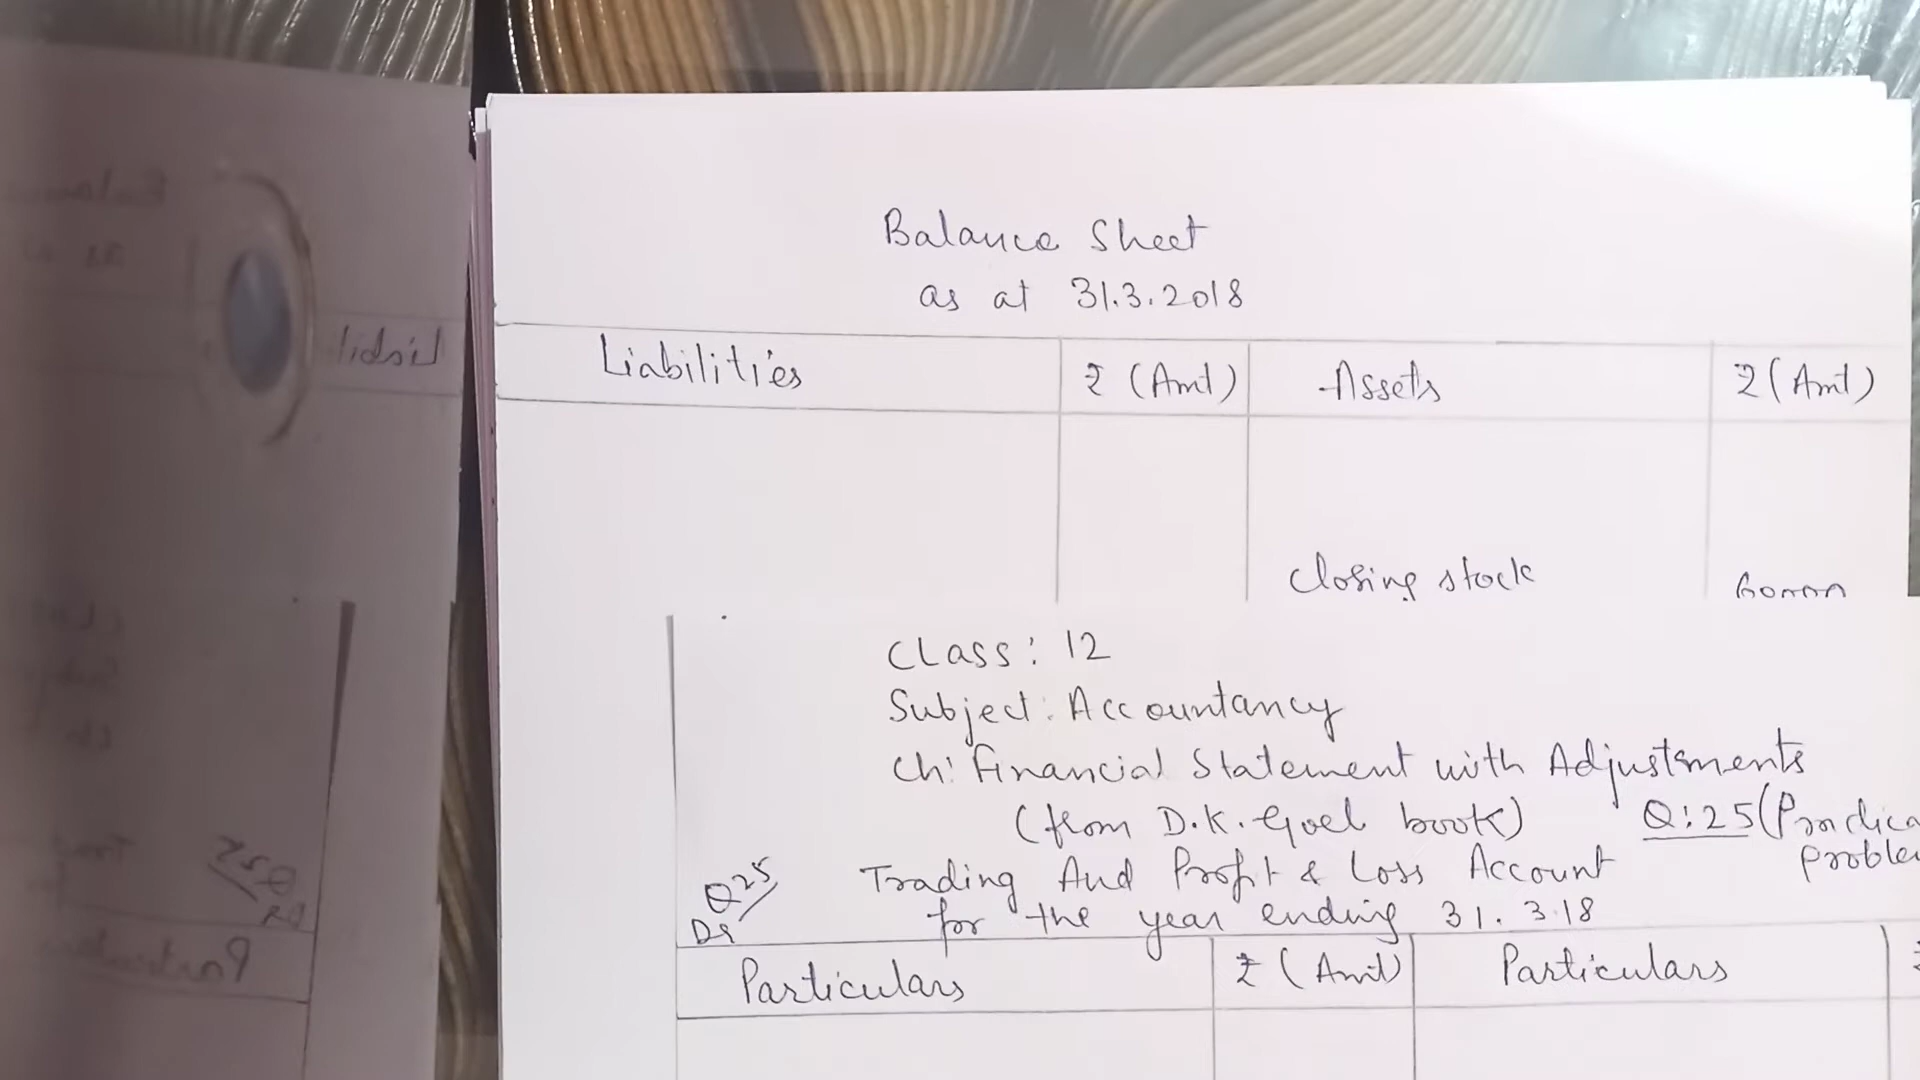 Balance Sheet
as at 31.3.2018
Liabilities ₹ (Amt) Assets ₹ (Amt)
Closing stock
Class: 12
Subject: Accountancy
Ch: Financial Statement with Adjustments
(from D.K. Goel book) Q:25 (Practica
Proble
Q25 Trading And Profit & Loss Account
Dr for the year ending 31.3.18
Particulars ₹ (Amt) Particulars